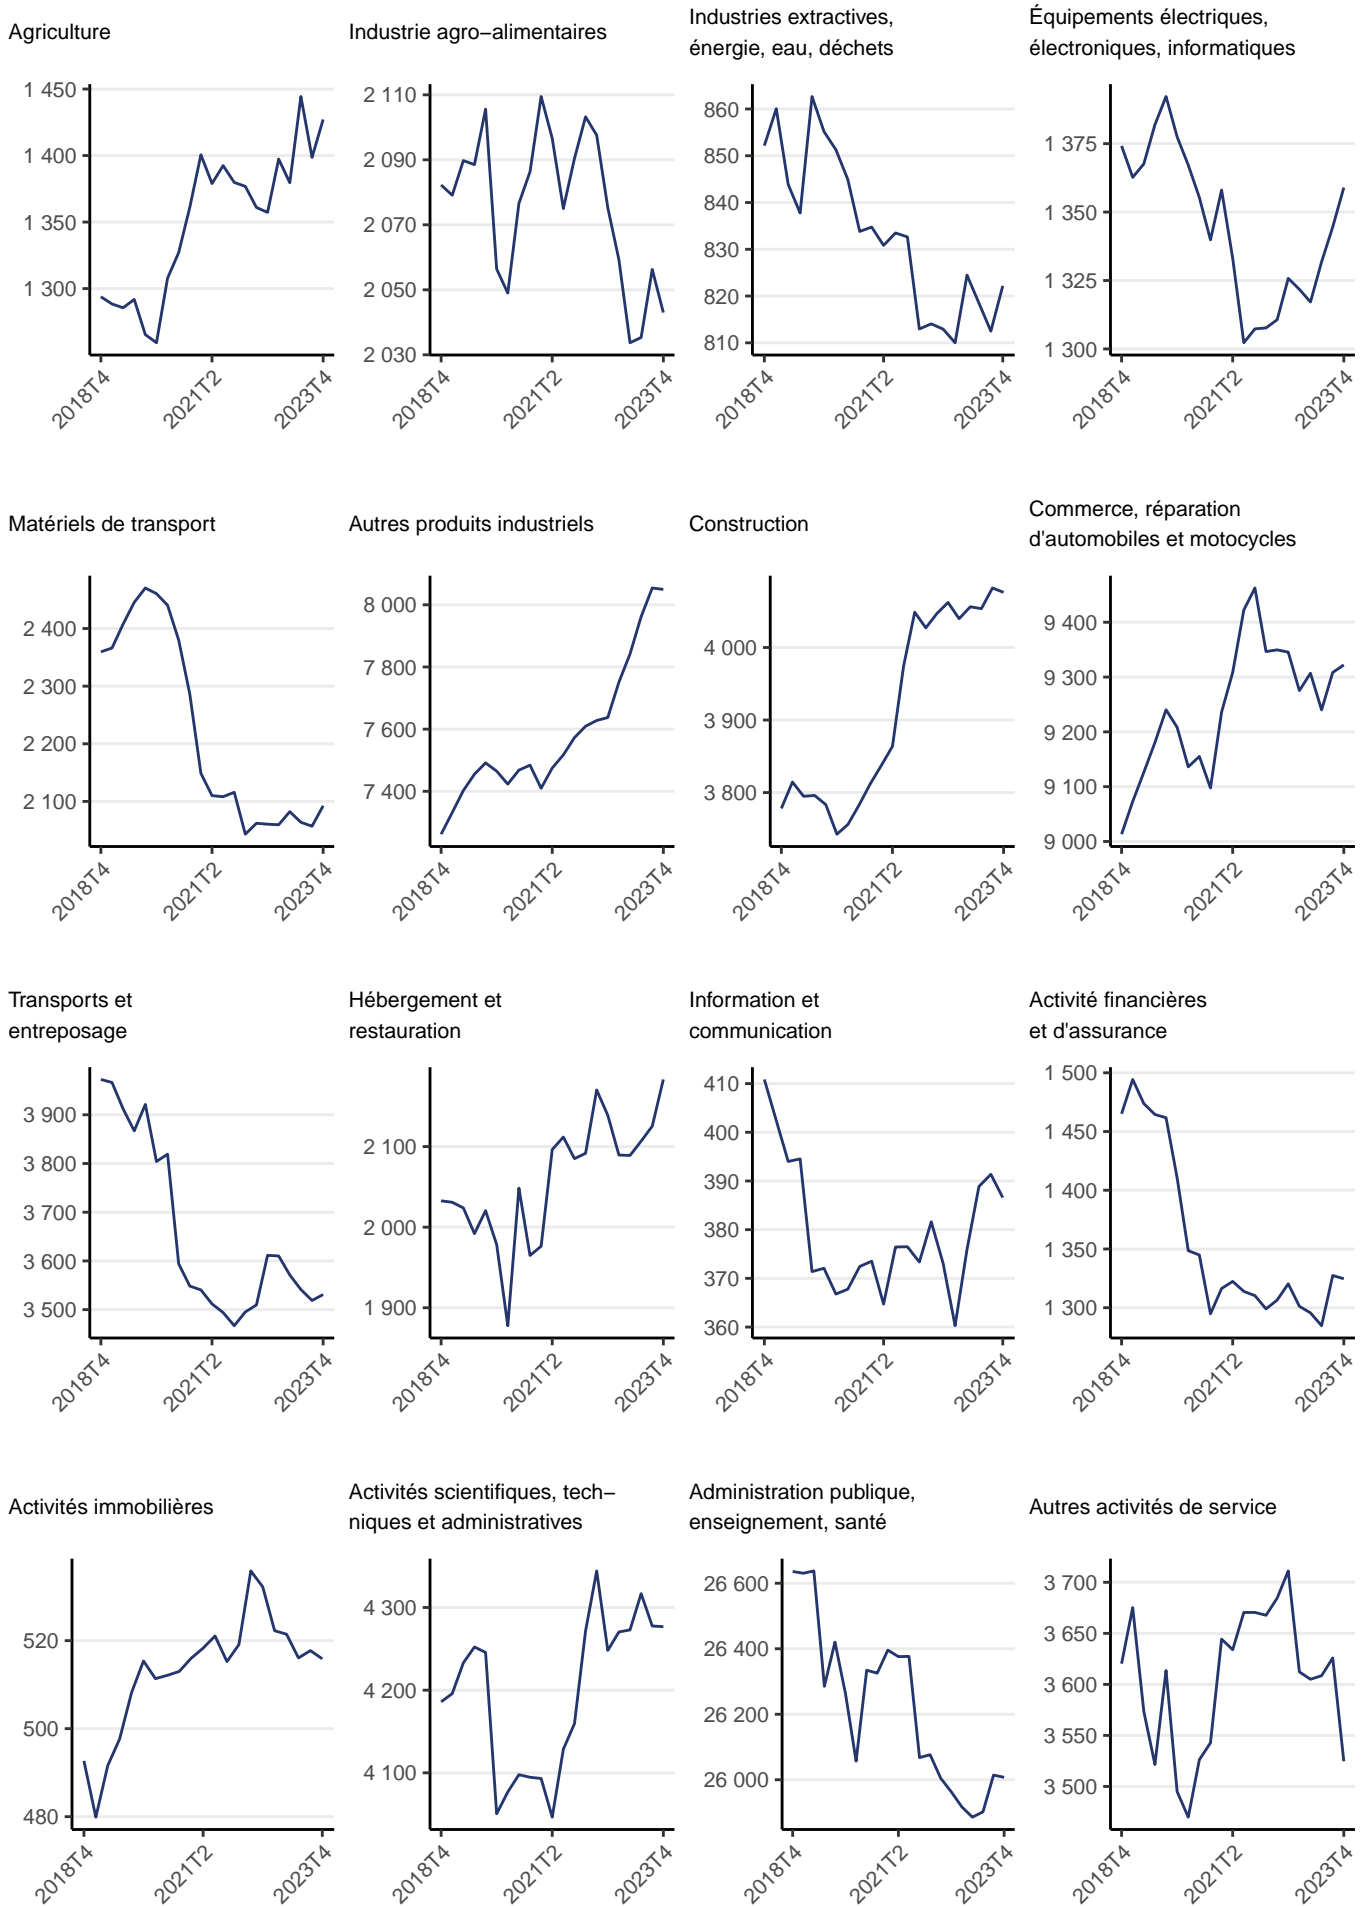 Agriculture
1 450
1 400
1 350
1 300
2018T4
2021T2
2023T4
Industrie agro−alimentaires
2 110
2 090
2 070
2 050
2 030
2018T4
2021T2
2023T4
Industries extractives,
énergie, eau, déchets
860
850
840
830
820
810
2018T4
2021T2
2023T4
Équipements électriques,
électroniques, informatiques
1 375
1 350
1 325
1 300
2018T4
2021T2
2023T4
Matériels de transport
2 400
2 300
2 200
2 100
2018T4
2021T2
2023T4
Autres produits industriels
8 000
7 800
7 600
7 400
2018T4
2021T2
2023T4
Construction
4 000
3 900
3 800
2018T4
2021T2
2023T4
Commerce, réparation
d'automobiles et motocycles
9 400
9 300
9 200
9 100
9 000
2018T4
2021T2
2023T4
Transports et
entreposage
3 900
3 800
3 700
3 600
3 500
2018T4
2021T2
2023T4
Hébergement et
restauration
2 100
2 000
1 900
2018T4
2021T2
2023T4
Information et
communication
410
400
390
380
370
360
2018T4
2021T2
2023T4
Activité financières
et d'assurance
1 500
1 450
1 400
1 350
1 300
2018T4
2021T2
2023T4
Activités immobilières
520
500
480
2018T4
2021T2
2023T4
Activités scientifiques, tech−
niques et administratives
4 300
4 200
4 100
2018T4
2021T2
2023T4
Administration publique,
enseignement, santé
26 600
26 400
26 200
26 000
2018T4
2021T2
2023T4
Autres activités de service
3 700
3 650
3 600
3 550
3 500
2018T4
2021T2
2023T4